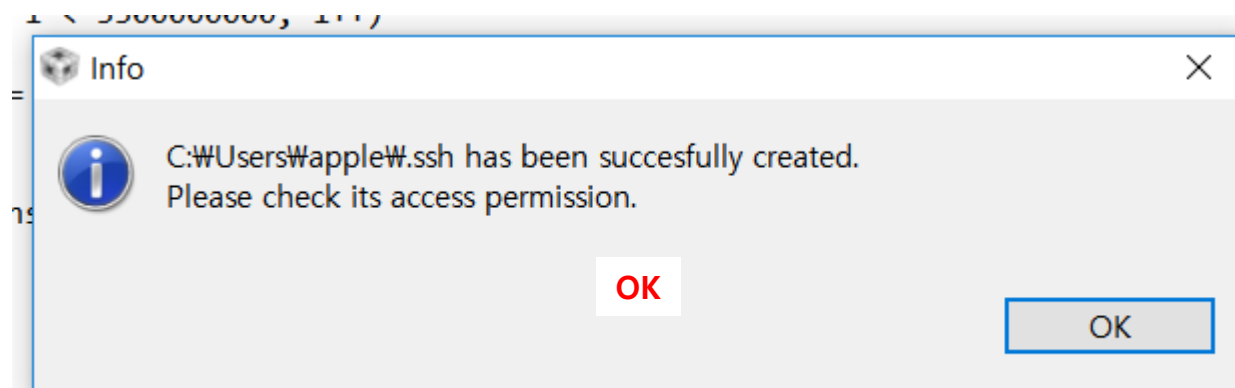 Info
C:₩Users₩apple₩.ssh has been succesfully created.
Please check its access permission.
OK
OK